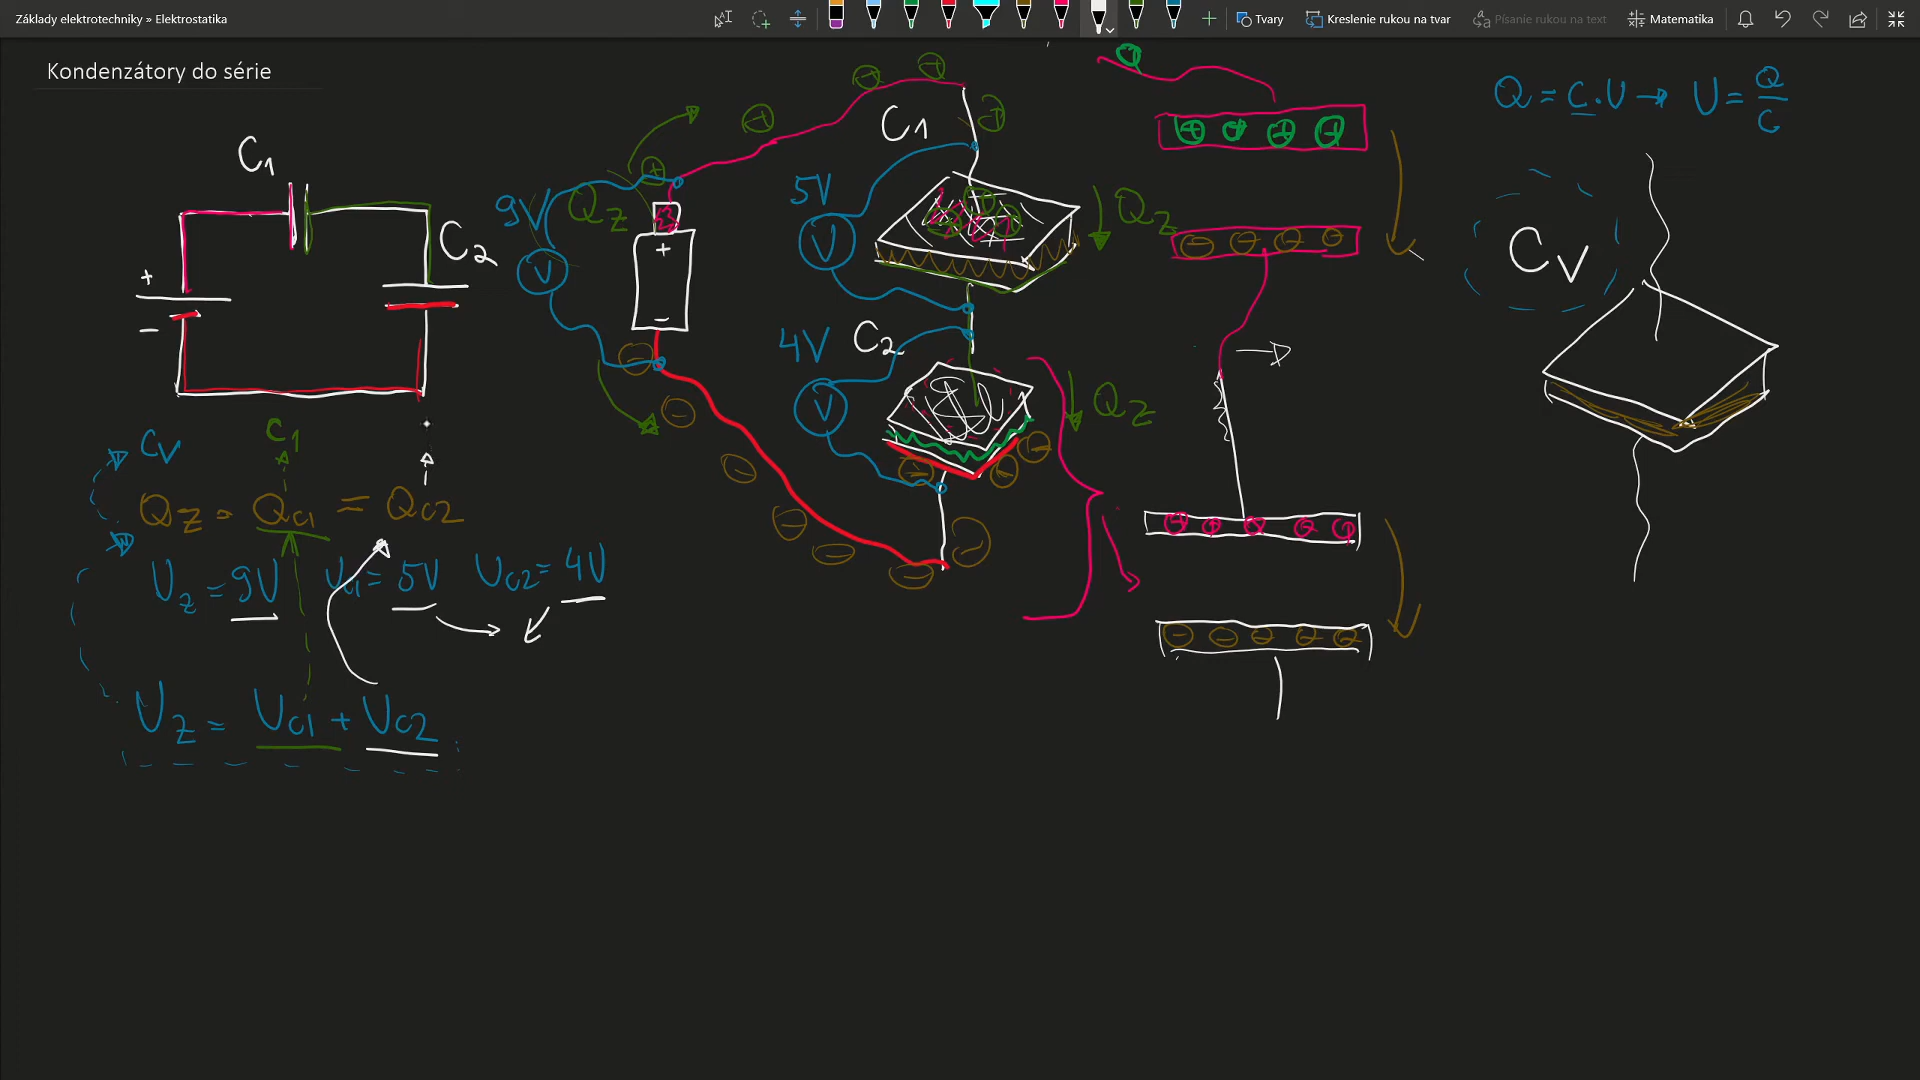 Základy elektrotechniky » Elektrostatika
Tvary
Kreslenie rukou na tvar
Písanie rukou na text
Matematika
Kondenzátory do série
Q = C.U → U = Q/C
C1
C2
+
−
9V
V
Qz
+
−
C1
5V
V
Qz
C2
4V
V
Qz
CV
CV
C1
Qz = Qc1 = Qc2
Uz = 9V Uc1 = 5V Uc2 = 4V
Uz = Uc1 + Uc2